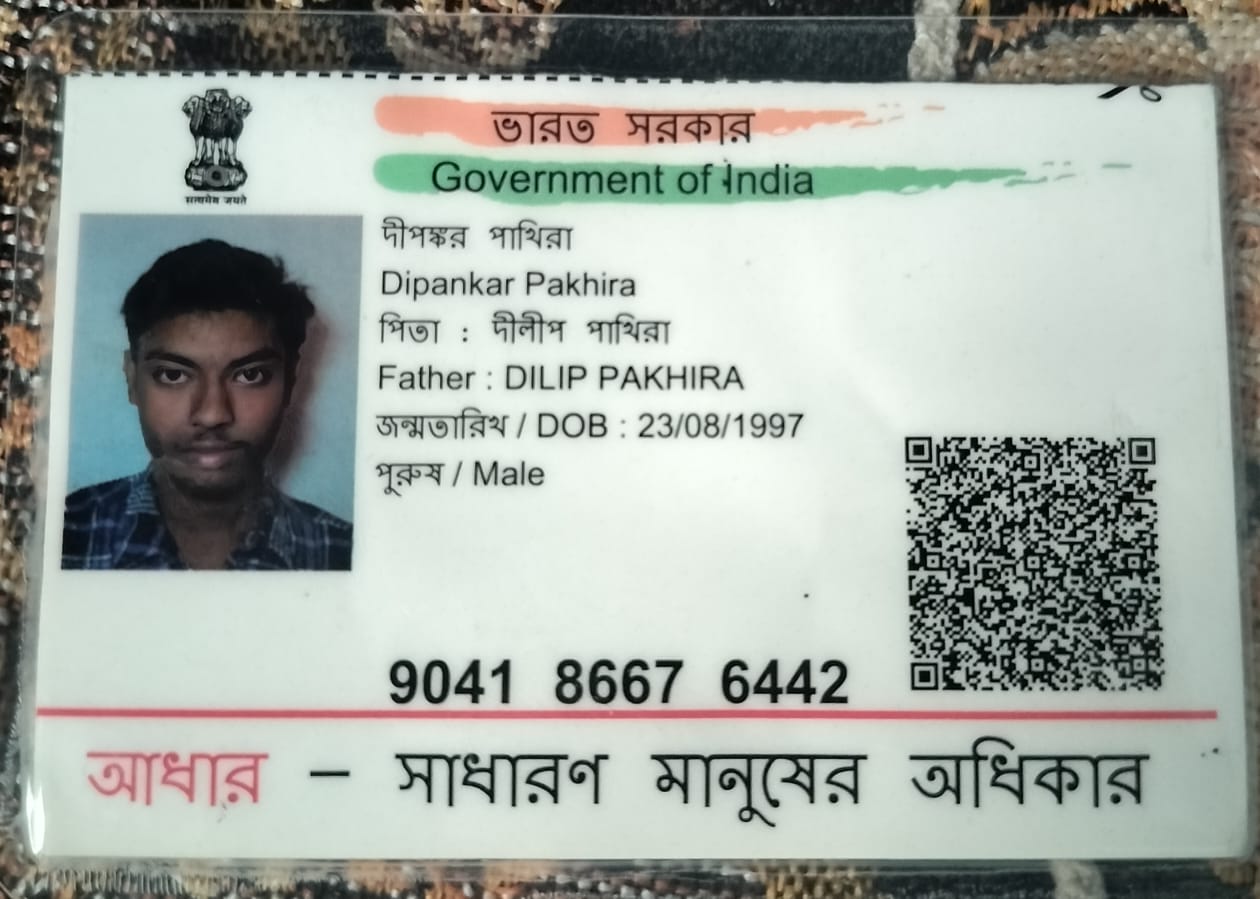 सत्यमेव जयते
ভারত সরকার
Government of India
দীপঙ্কর পাখিরা
Dipankar Pakhira
পিতা : দীলীপ পাখিরা
Father : DILIP PAKHIRA
জন্মতারিখ / DOB : 23/08/1997
পুরুষ / Male
9041 8667 6442
আধার – সাধারণ মানুষের অধিকার